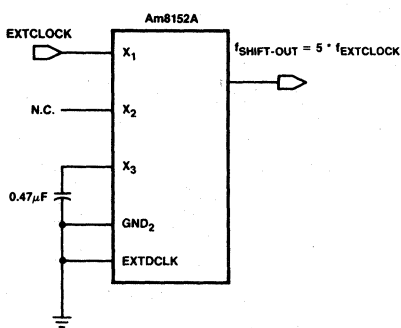 Am8152A
EXTCLOCK
X1
fSHIFT-OUT = 5 * fEXTCLOCK
N.C.
X2
X3
0.47µF
GND2
EXTDCLK